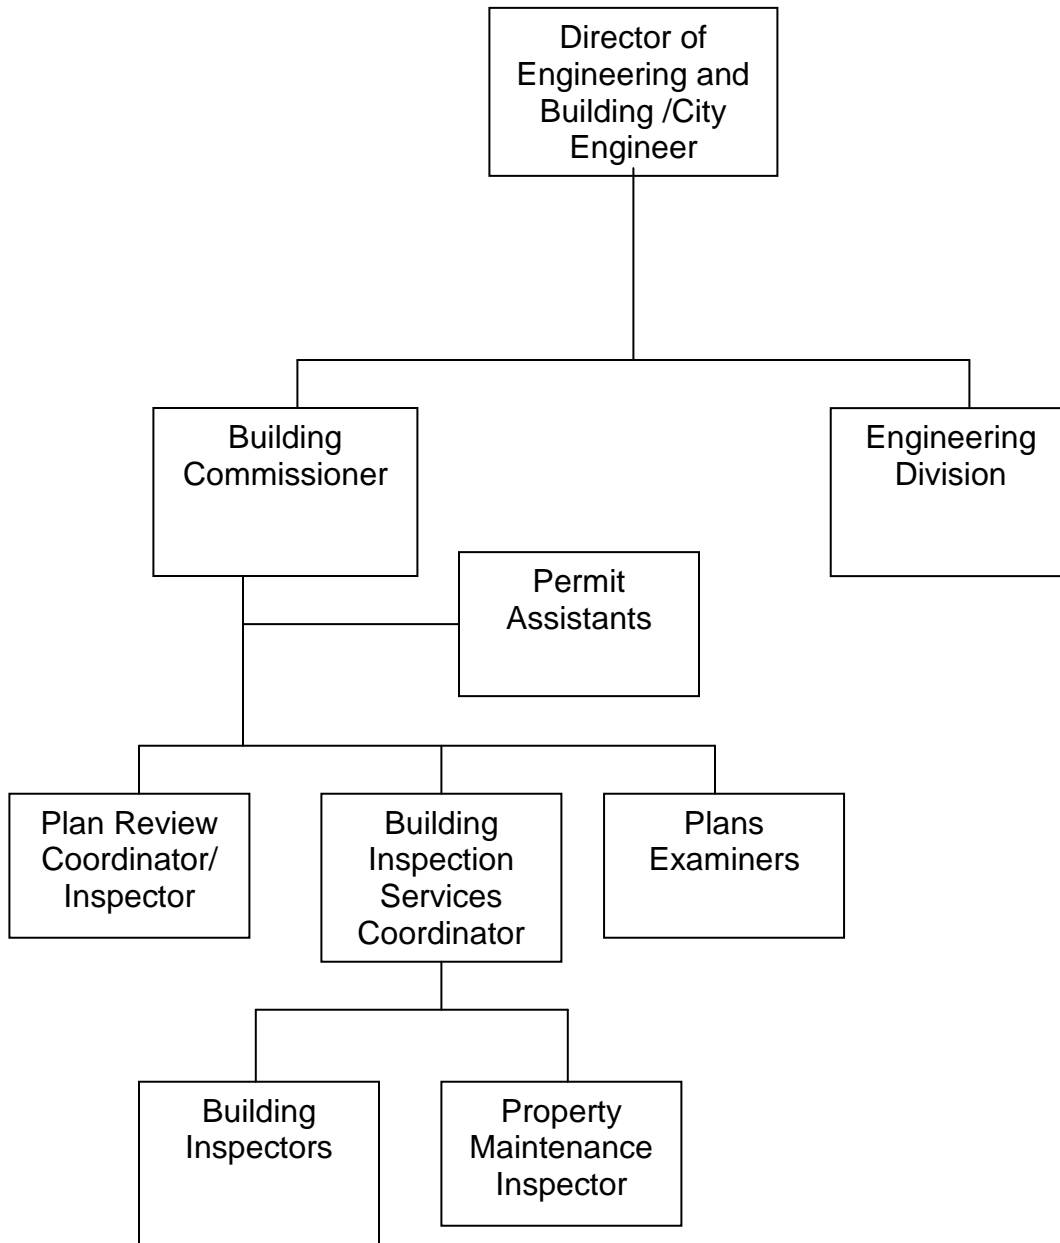 Director of
Engineering and
Building /City
Engineer
Building
Commissioner
Engineering
Division
Permit
Assistants
Plan Review
Coordinator/
Inspector
Building
Inspection
Services
Coordinator
Plans
Examiners
Building
Inspectors
Property
Maintenance
Inspector